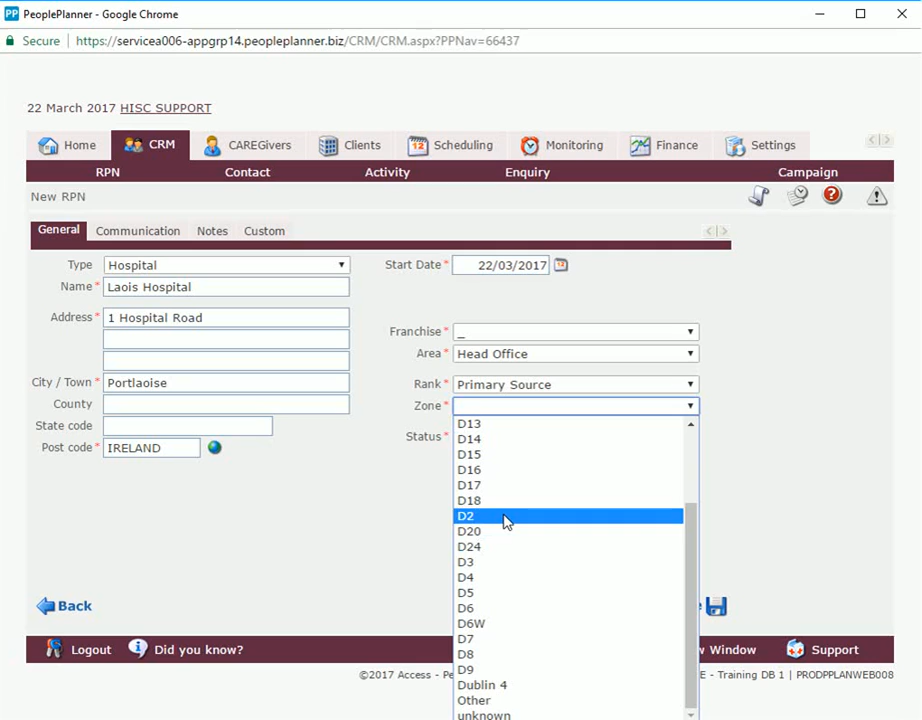 PP PeoplePlanner - Google Chrome
Secure https://servicea006-appgrp14.peopleplanner.biz/CRM/CRM.aspx?PPNav=66437
22 March 2017 HISC SUPPORT
Home CRM CAREGivers Clients 12 Scheduling Monitoring Finance 12 Settings
RPN Contact Activity Enquiry Campaign
New RPN
General Communication Notes Custom
Type Hospital Start Date * 22/03/2017 12
Name * Laois Hospital
Address * 1 Hospital Road
Franchise * _
Area * Head Office
City / Town * Portlaoise Rank * Primary Source
County Zone *
State code
Status *
Post code * IRELAND
D13
D14
D15
D16
D17
D18
D2
D20
D24
D3
D4
D5
D6
D6W
D7
D8
D9
Dublin 4
Other
unknown
Back
Logout Did you know? w Window Support
©2017 Access - Pe E - Training DB 1 | PRODPPLANWEB008